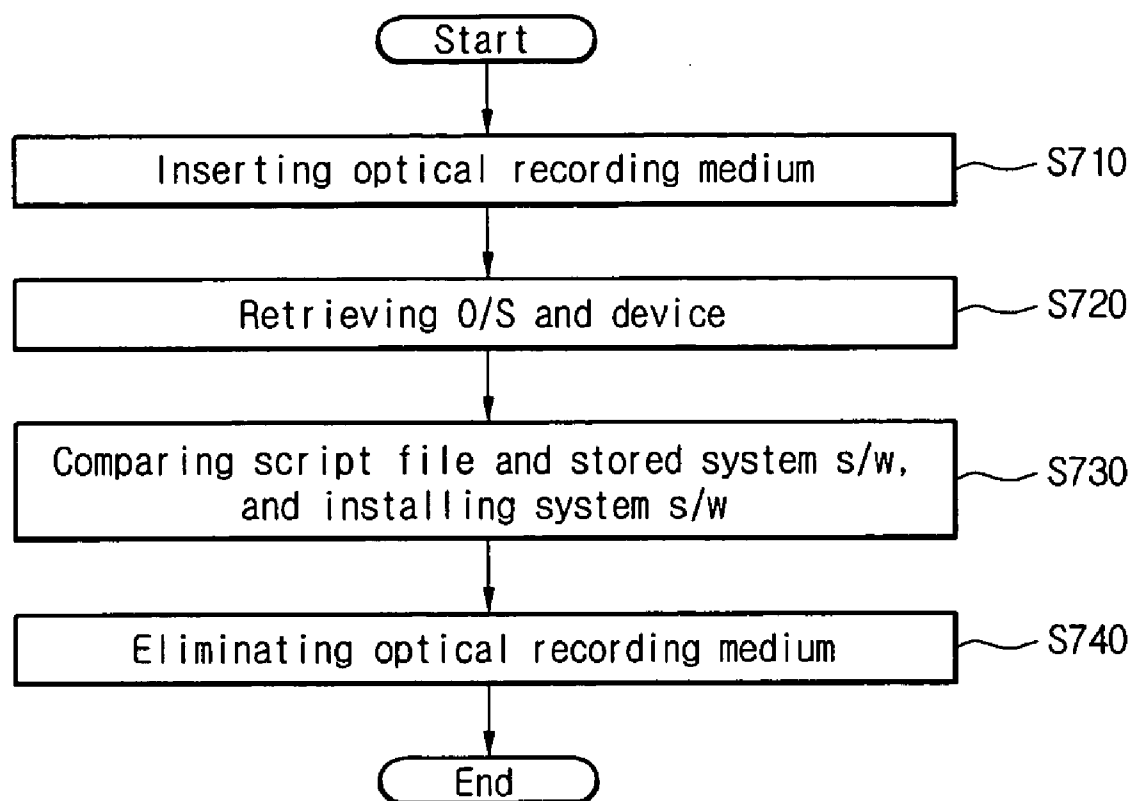 Start
Inserting optical recording medium
S710
Retrieving O/S and device
S720
Comparing script file and stored system s/w,
and installing system s/w
S730
Eliminating optical recording medium
S740
End